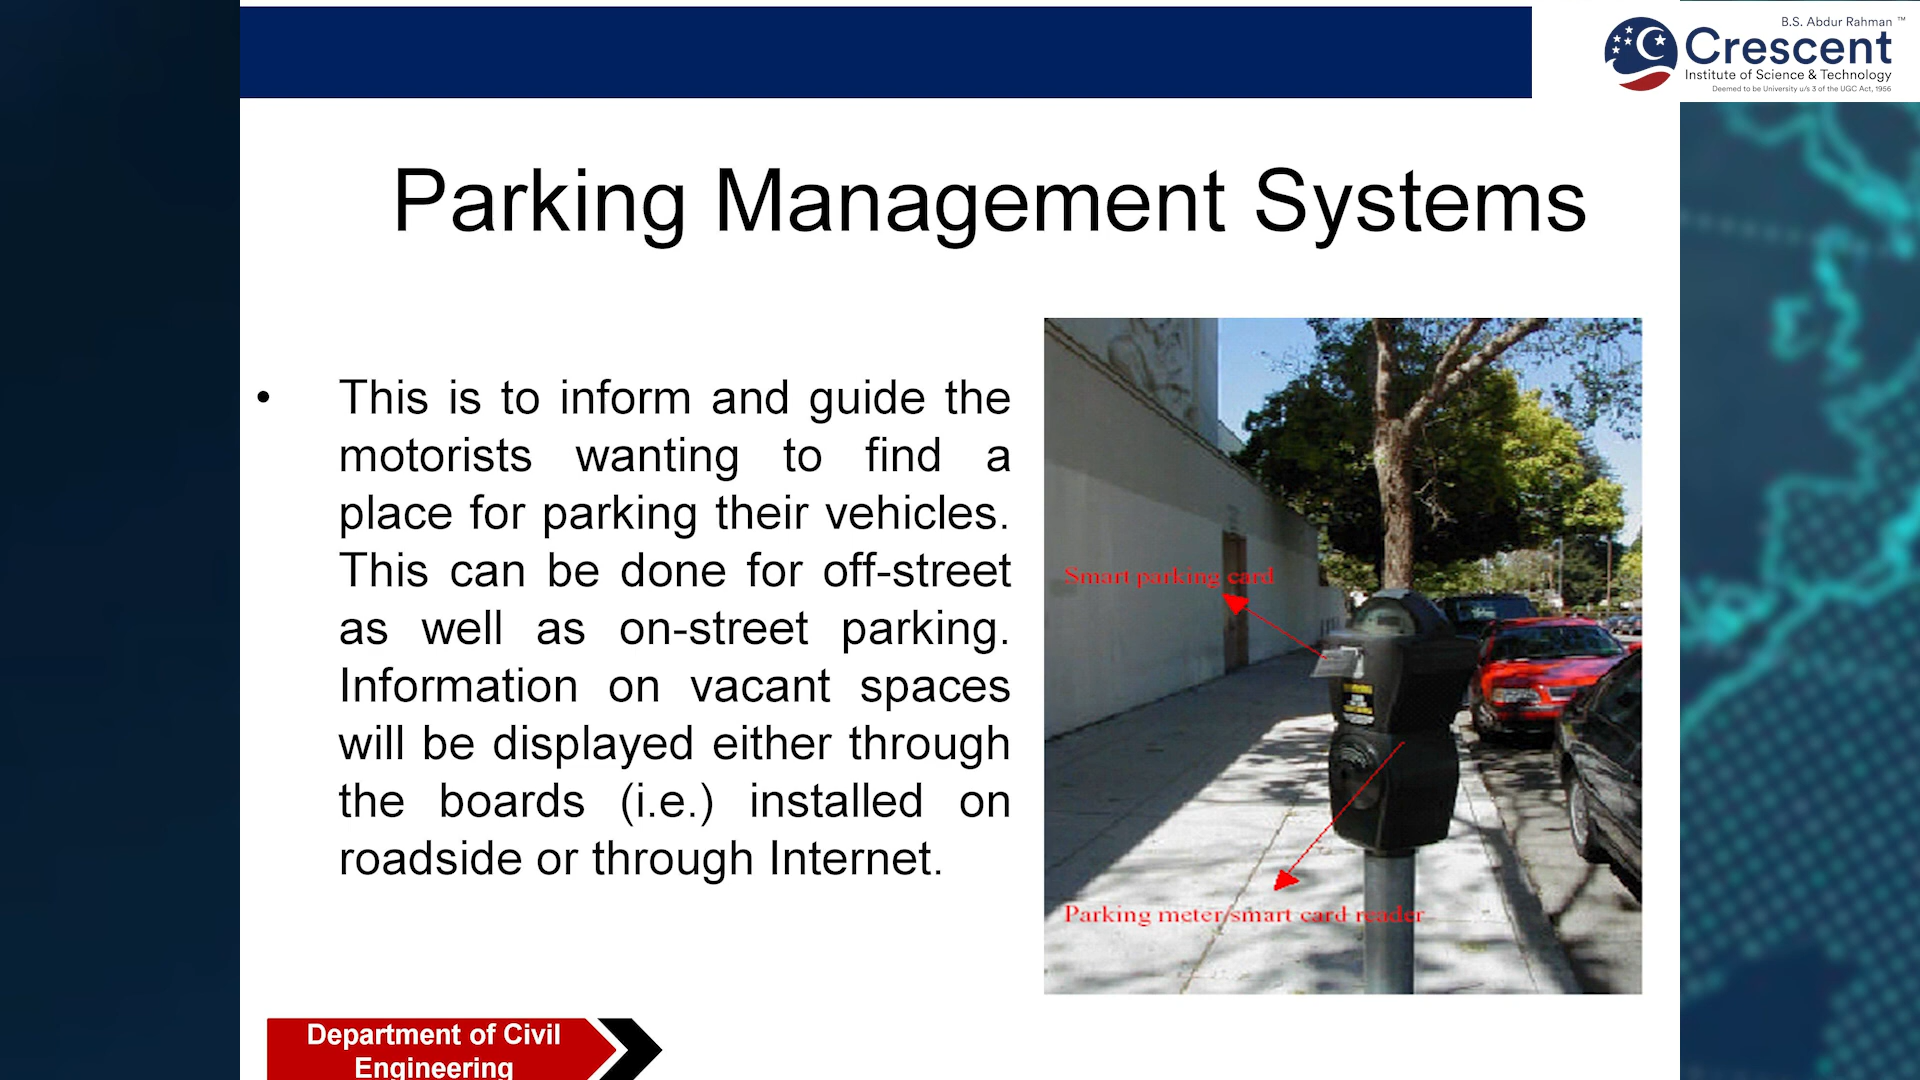 B.S. Abdur Rahman ™
Crescent
Institute of Science & Technology
Deemed to be University u/s 3 of the UGC Act, 1956
Parking Management Systems
• This is to inform and guide the
motorists wanting to find a
place for parking their vehicles.
This can be done for off-street
as well as on-street parking.
Information on vacant spaces
will be displayed either through
the boards (i.e.) installed on
roadside or through Internet.
Smart parking card
Parking meter/smart card reader
Department of Civil
Engineering